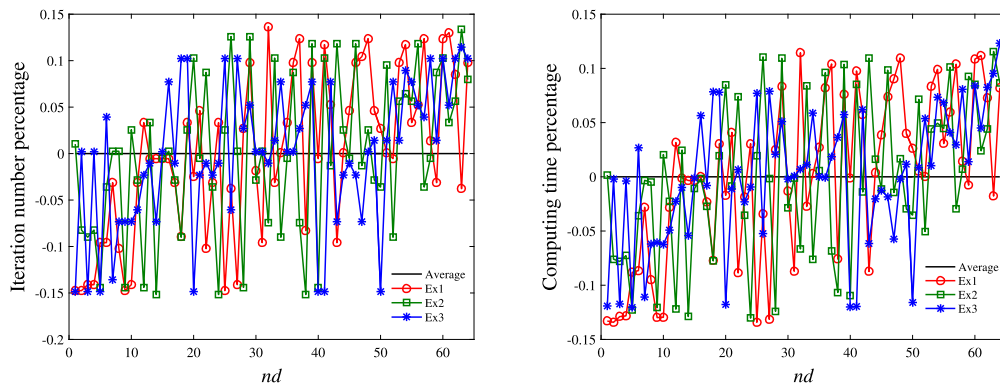 0.15
0.1
0.05
0
-0.05
-0.1
-0.15
-0.2
0 10 20 30 40 50 60
Iteration number percentage
nd
Average
Ex1
Ex2
Ex3
0.15
0.1
0.05
0
-0.05
-0.1
-0.15
0 10 20 30 40 50 60
Computing time percentage
nd
Average
Ex1
Ex2
Ex3